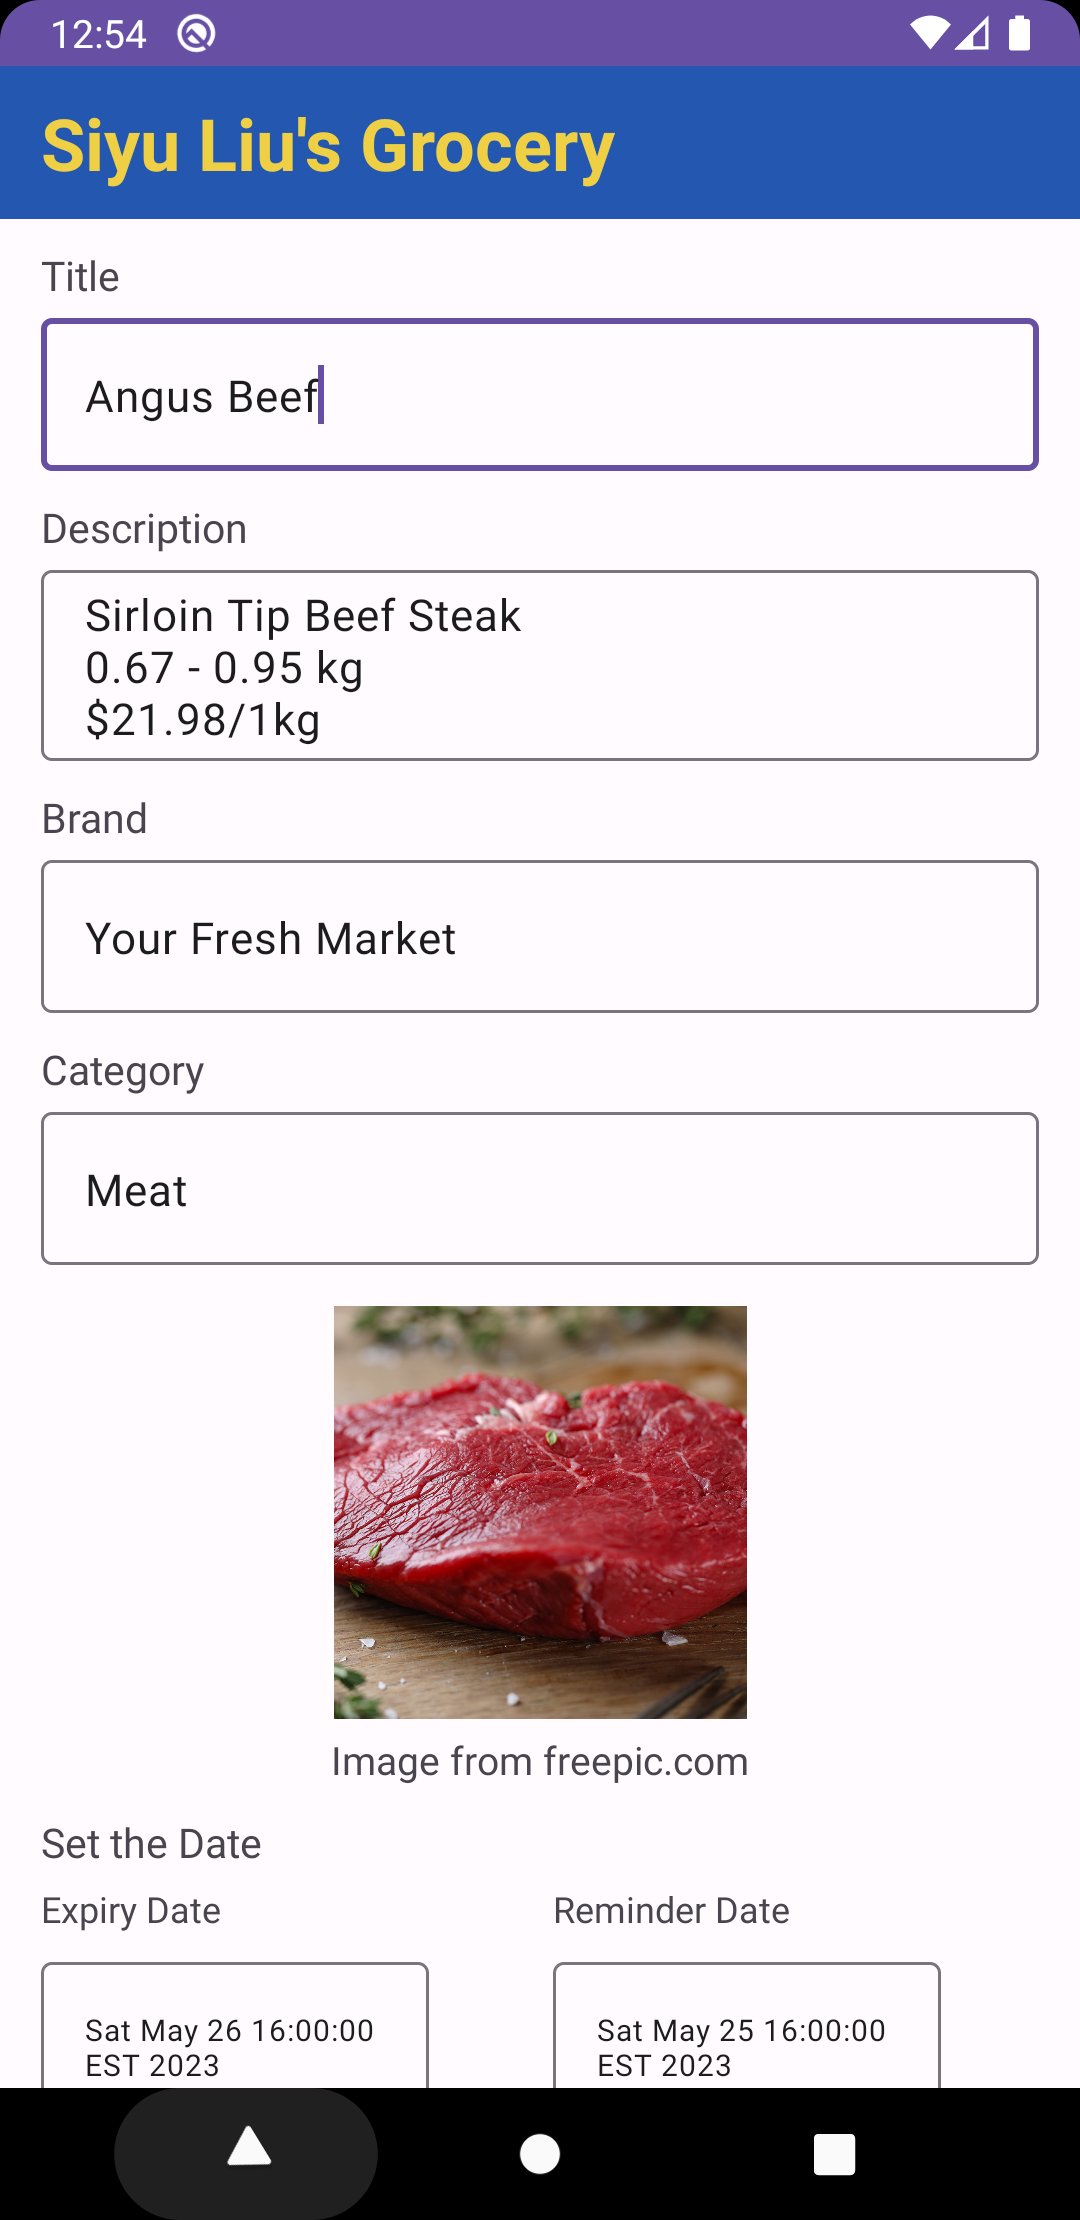 12:54
Siyu Liu's Grocery
Title
Angus Beef
Description
Sirloin Tip Beef Steak
0.67 - 0.95 kg
$21.98/1kg
Brand
Your Fresh Market
Category
Meat
Image from freepic.com
Set the Date
Expiry Date
Reminder Date
Sat May 26 16:00:00
EST 2023
Sat May 25 16:00:00
EST 2023